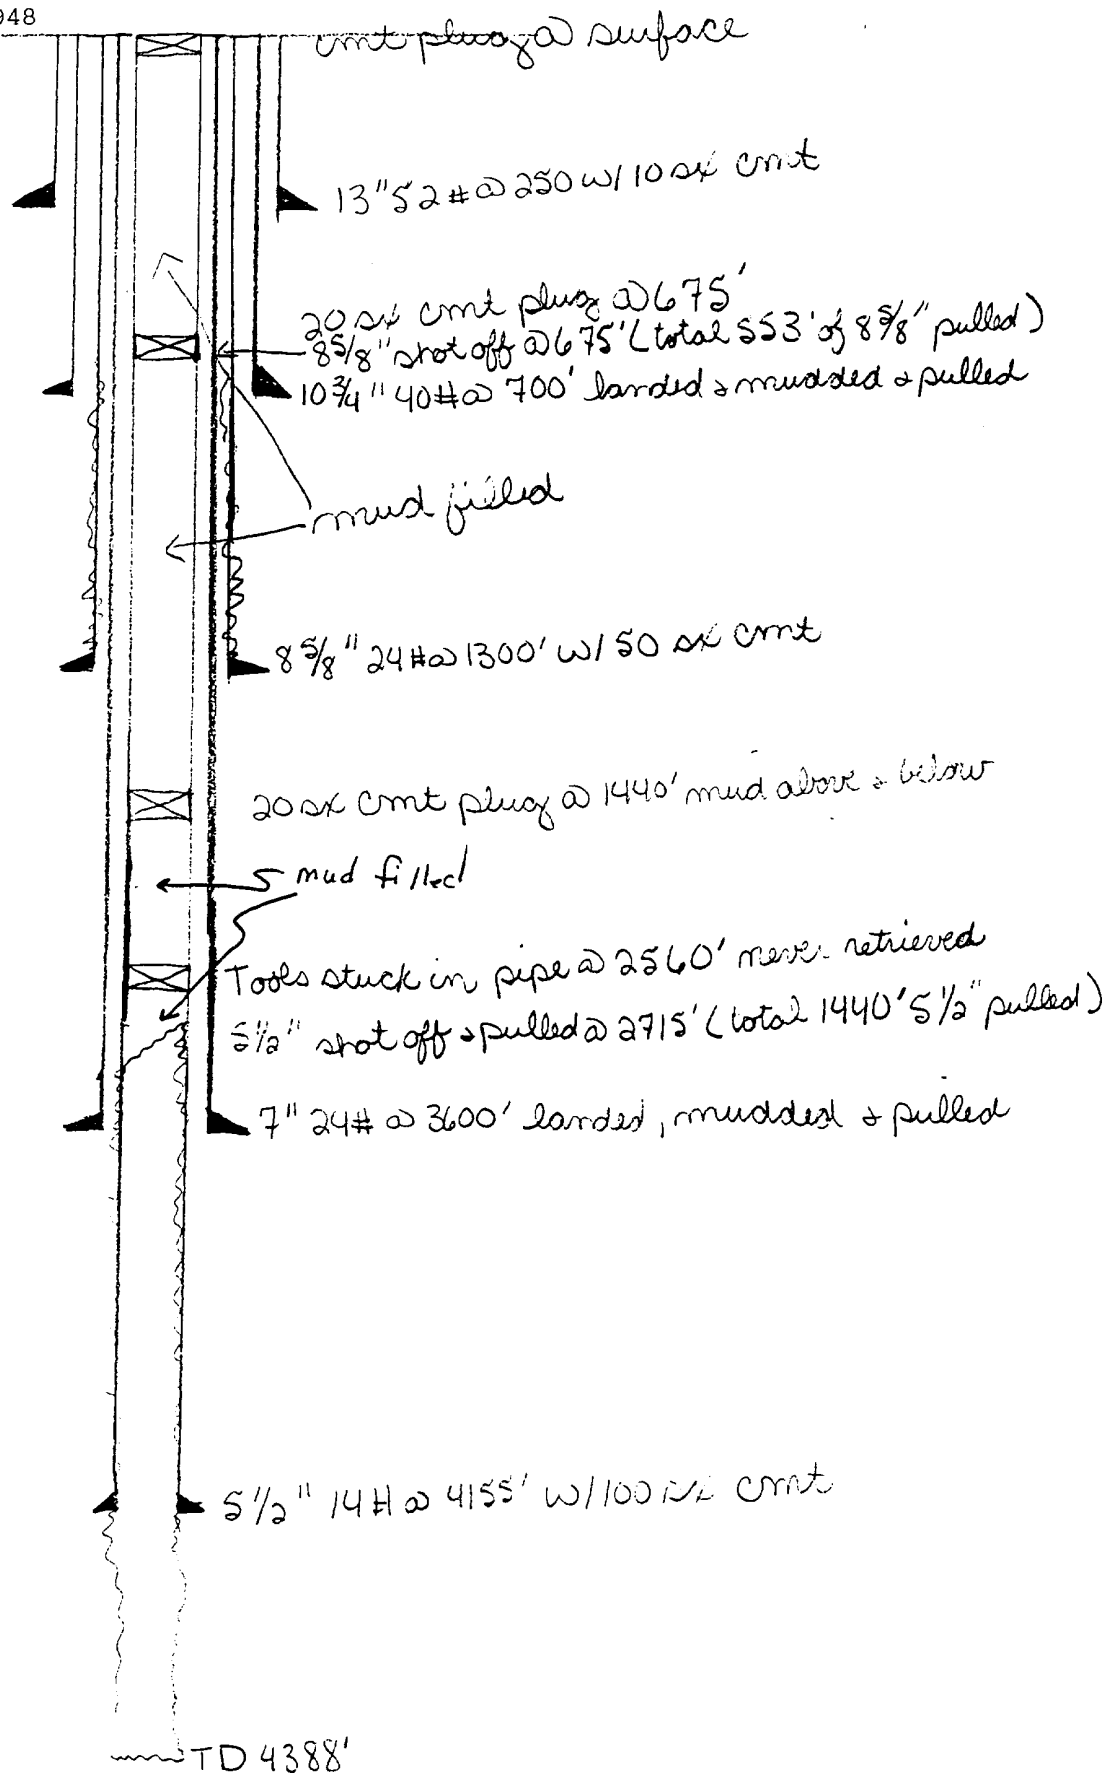 948
cmt plug @ surface
13" 52# @ 250 w/ 10 sx cmt
20 sx cmt plug @ 675'
8 5/8" shot off @ 675' (total 553' of 8 5/8" pulled)
10 3/4" 40# @ 700' landed & mudded & pulled
mud filled
8 5/8" 24# @ 1300' w/ 50 sx cmt
20 sx cmt plug @ 1440' mud above & below
mud filled
Tools stuck in pipe @ 2560' never retrieved
5 1/2" shot off & pulled @ 2715' (total 1440' 5 1/2" pulled)
7" 24# @ 3600' landed, mudded & pulled
5 1/2" 14# @ 4155' w/ 100 sx cmt
TD 4388'